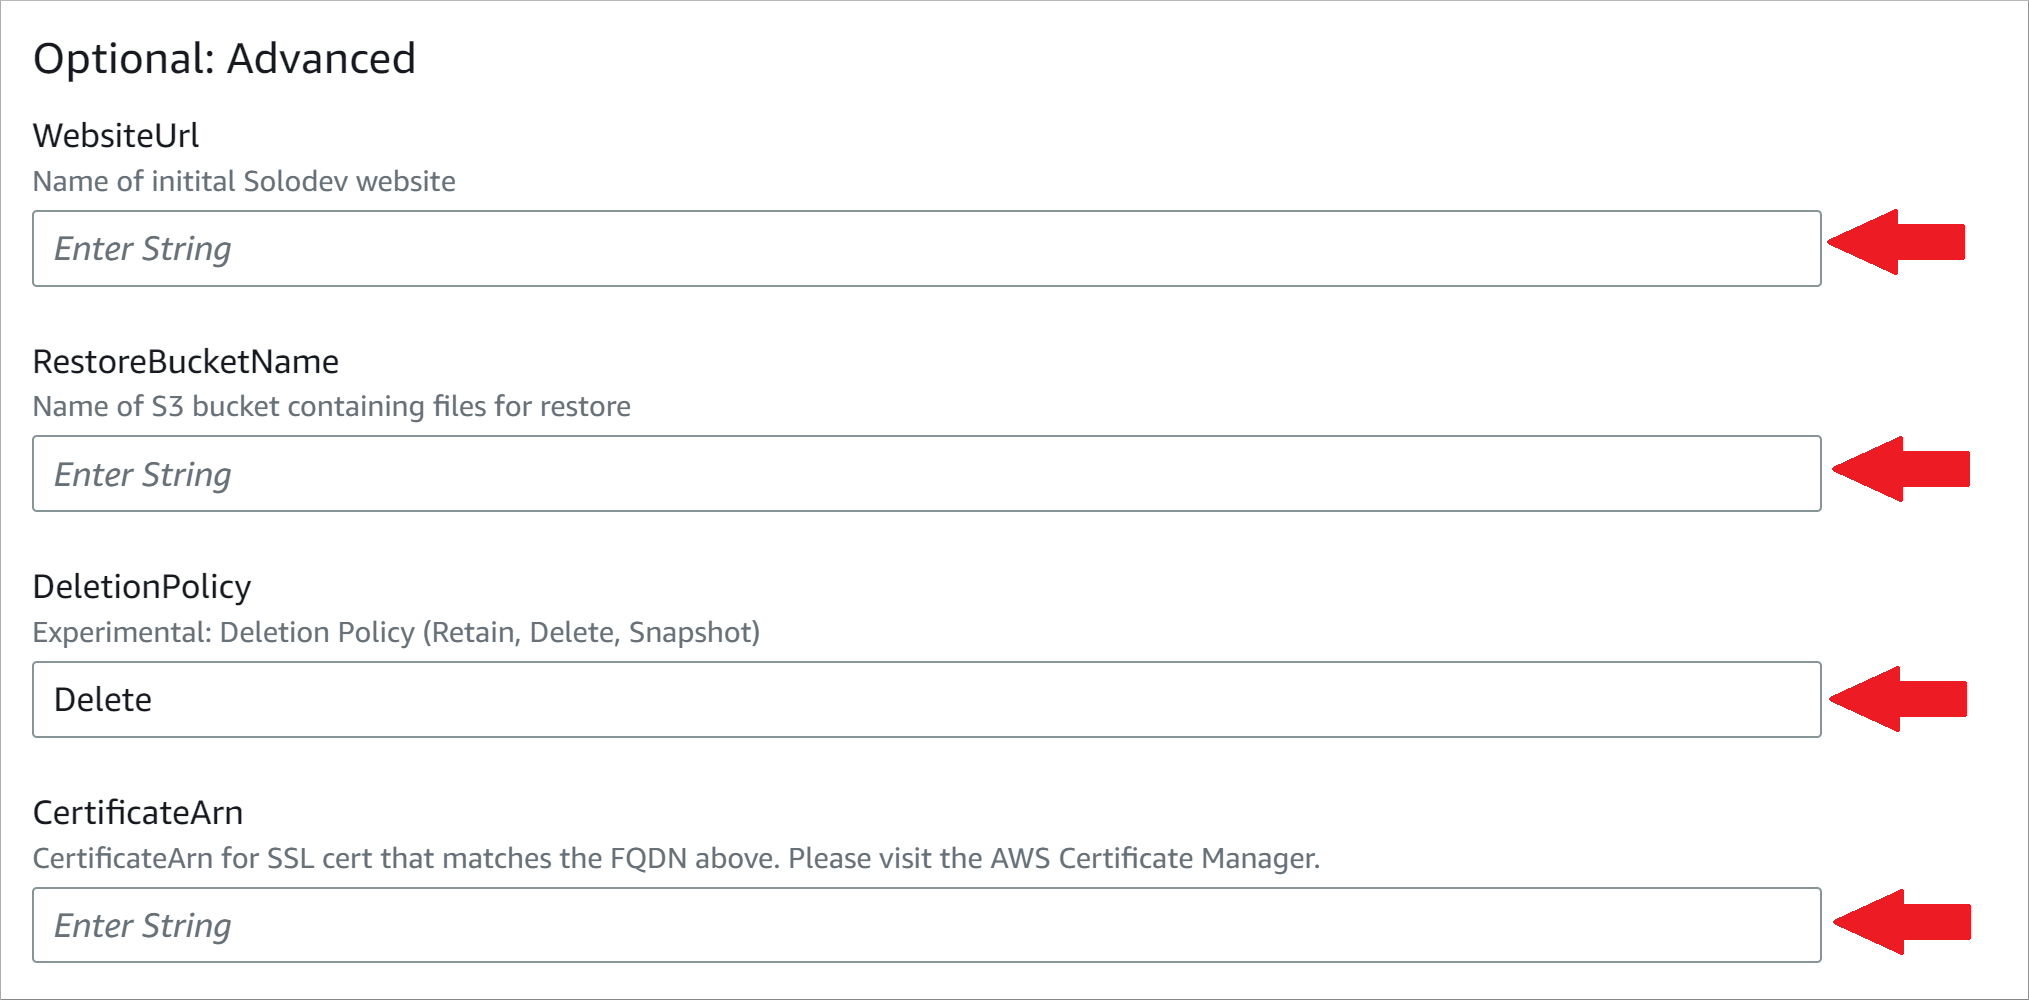 Optional: Advanced
WebsiteUrl
Name of initital Solodev website
Enter String
RestoreBucketName
Name of S3 bucket containing files for restore
Enter String
DeletionPolicy
Experimental: Deletion Policy (Retain, Delete, Snapshot)
Delete
CertificateArn
CertificateArn for SSL cert that matches the FQDN above. Please visit the AWS Certificate Manager.
Enter String